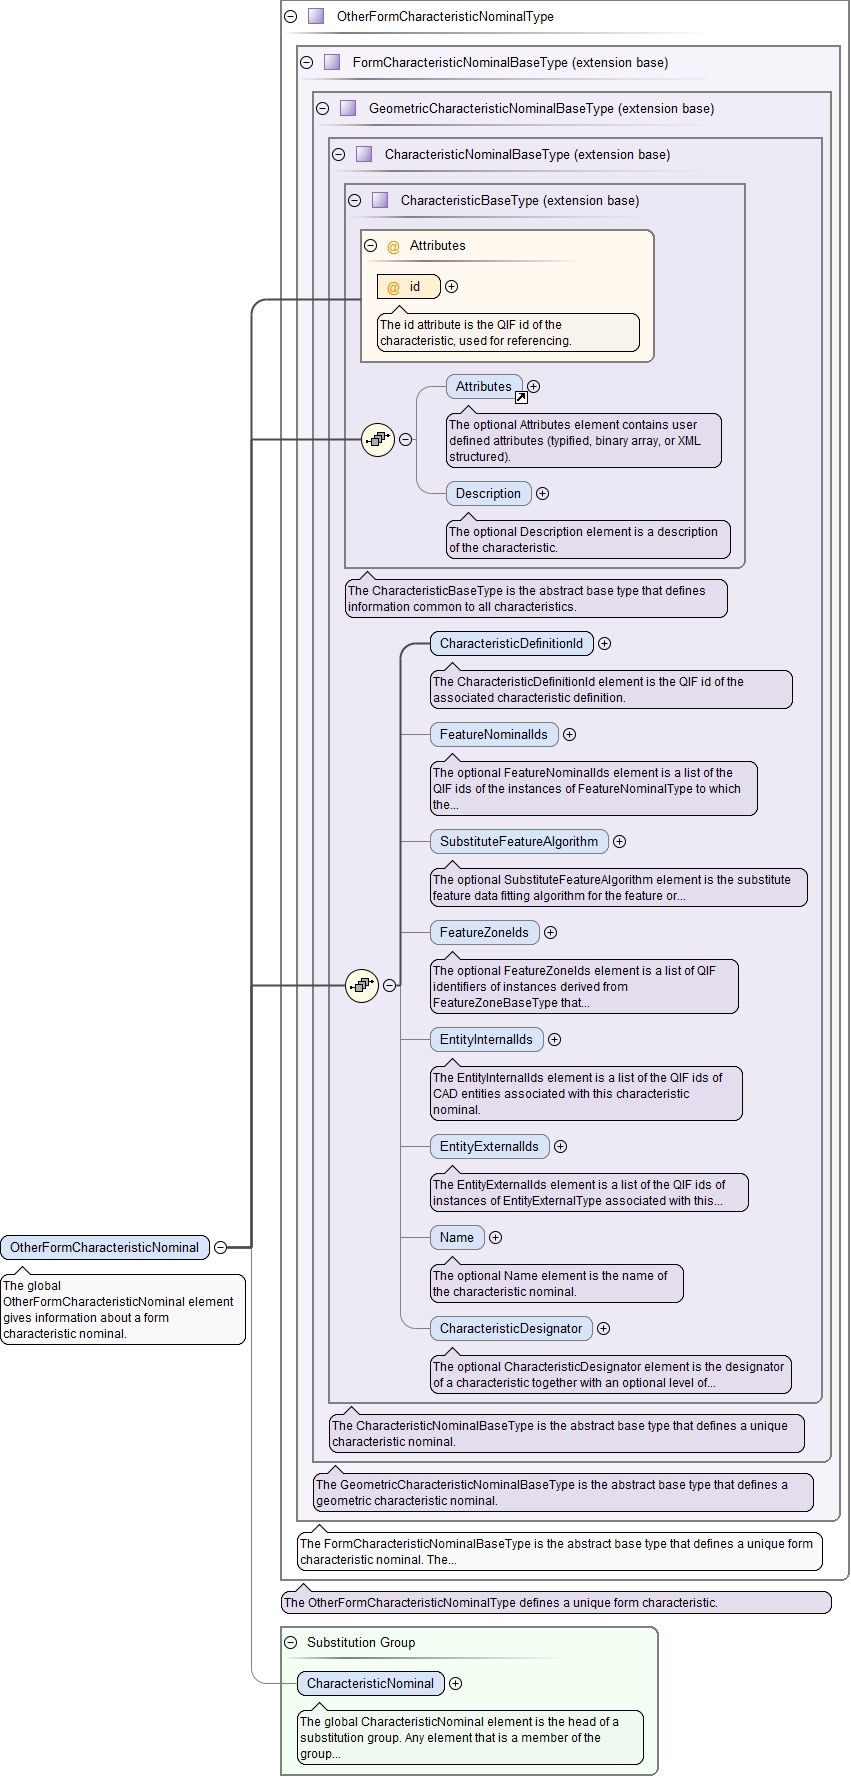 OtherFormCharacteristicNominalType
FormCharacteristicNominalBaseType (extension base)
GeometricCharacteristicNominalBaseType (extension base)
CharacteristicNominalBaseType (extension base)
CharacteristicBaseType (extension base)
@ Attributes
@ id
The id attribute is the QIF id of the
characteristic, used for referencing.
Attributes
The optional Attributes element contains user
defined attributes (typified, binary array, or XML
structured).
Description
The optional Description element is a description
of the characteristic.
The CharacteristicBaseType is the abstract base type that defines
information common to all characteristics.
CharacteristicDefinitionId
The CharacteristicDefinitionId element is the QIF id of the
associated characteristic definition.
FeatureNominalIds
The optional FeatureNominalIds element is a list of the
QIF ids of the instances of FeatureNominalType to which
the...
SubstituteFeatureAlgorithm
The optional SubstituteFeatureAlgorithm element is the substitute
feature data fitting algorithm for the feature or...
FeatureZoneIds
The optional FeatureZoneIds element is a list of QIF
identifiers of instances derived from
FeatureZoneBaseType that...
EntityInternalIds
The EntityInternalIds element is a list of the QIF ids of
CAD entities associated with this characteristic
nominal.
EntityExternalIds
The EntityExternalIds element is a list of the QIF ids of
instances of EntityExternalType associated with this...
Name
The optional Name element is the name of
the characteristic nominal.
CharacteristicDesignator
The optional CharacteristicDesignator element is the designator
of a characteristic together with an optional level of...
OtherFormCharacteristicNominal
The global
OtherFormCharacteristicNominal element
gives information about a form
characteristic nominal.
The CharacteristicNominalBaseType is the abstract base type that defines a unique
characteristic nominal.
The GeometricCharacteristicNominalBaseType is the abstract base type that defines a
geometric characteristic nominal.
The FormCharacteristicNominalBaseType is the abstract base type that defines a unique form
characteristic nominal. The...
The OtherFormCharacteristicNominalType defines a unique form characteristic.
Substitution Group
CharacteristicNominal
The global CharacteristicNominal element is the head of a
substitution group. Any element that is a member of the
group...